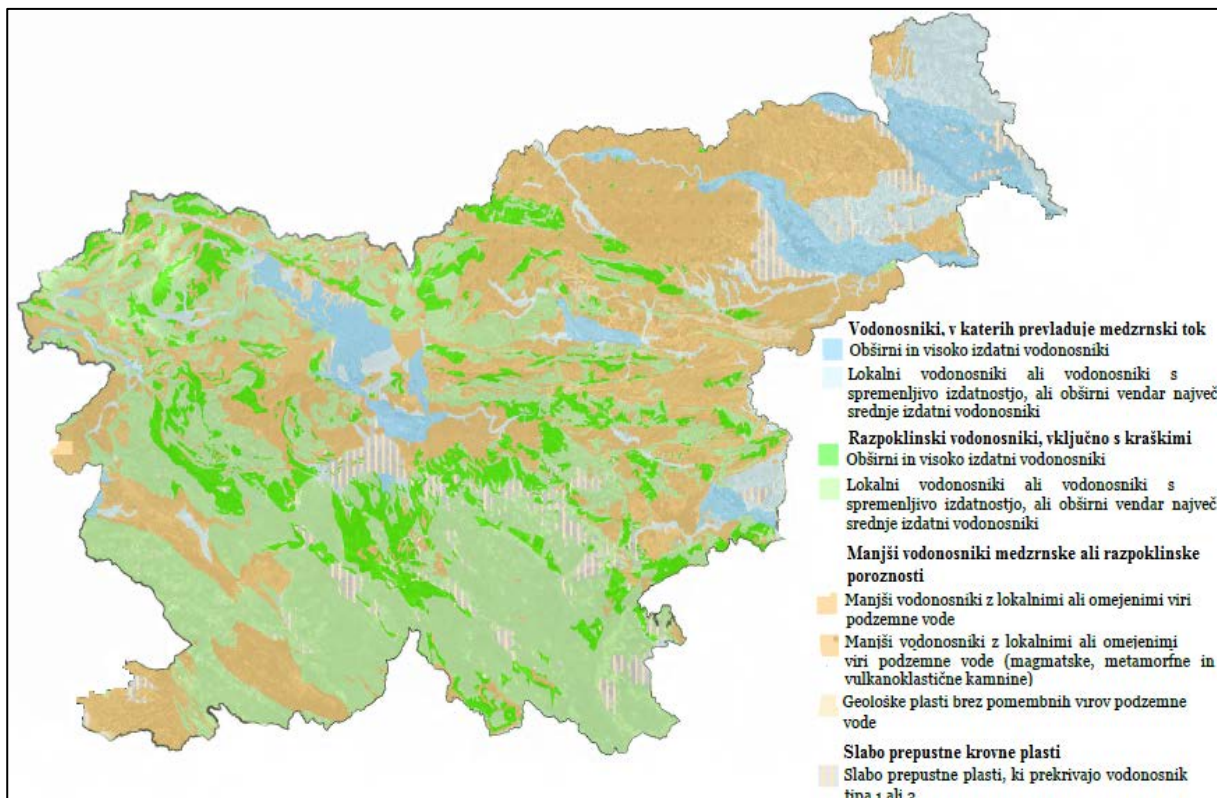 Vodonosniki, v katerih prevladuje medzrnski tok
Obširni in visoko izdatni vodonosniki
Lokalni vodonosniki ali vodonosniki s
spremenljivo izdatnostjo, ali obširni vendar največ
srednje izdatni vodonosniki
Razpoklinski vodonosniki, vključno s kraškimi
Obširni in visoko izdatni vodonosniki
Lokalni vodonosniki ali vodonosniki s
spremenljivo izdatnostjo, ali obširni vendar največ
srednje izdatni vodonosniki
Manjši vodonosniki medzrnske ali razpoklinske
poroznosti
Manjši vodonosniki z lokalnimi ali omejenimi viri
podzemne vode
Manjši vodonosniki z lokalnimi ali omejenimi
viri podzemne vode (magmatske, metamorfne in
vulkanoklastične kamnine)
Geološke plasti brez pomembnih virov podzemne
vode
Slabo prepustne krovne plasti
Slabo prepustne plasti, ki prekrivajo vodonosnik
tipa 1 ali 2